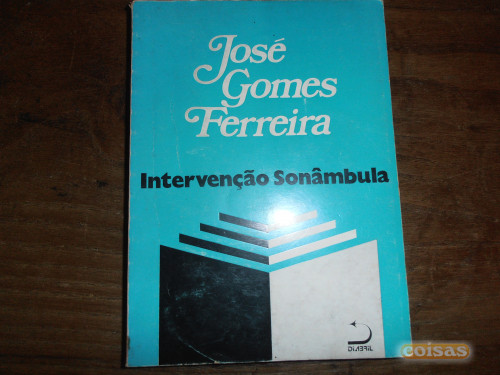 José
Gomes
Ferreira
Intervenção Sonâmbula
DIABRIL
coisas